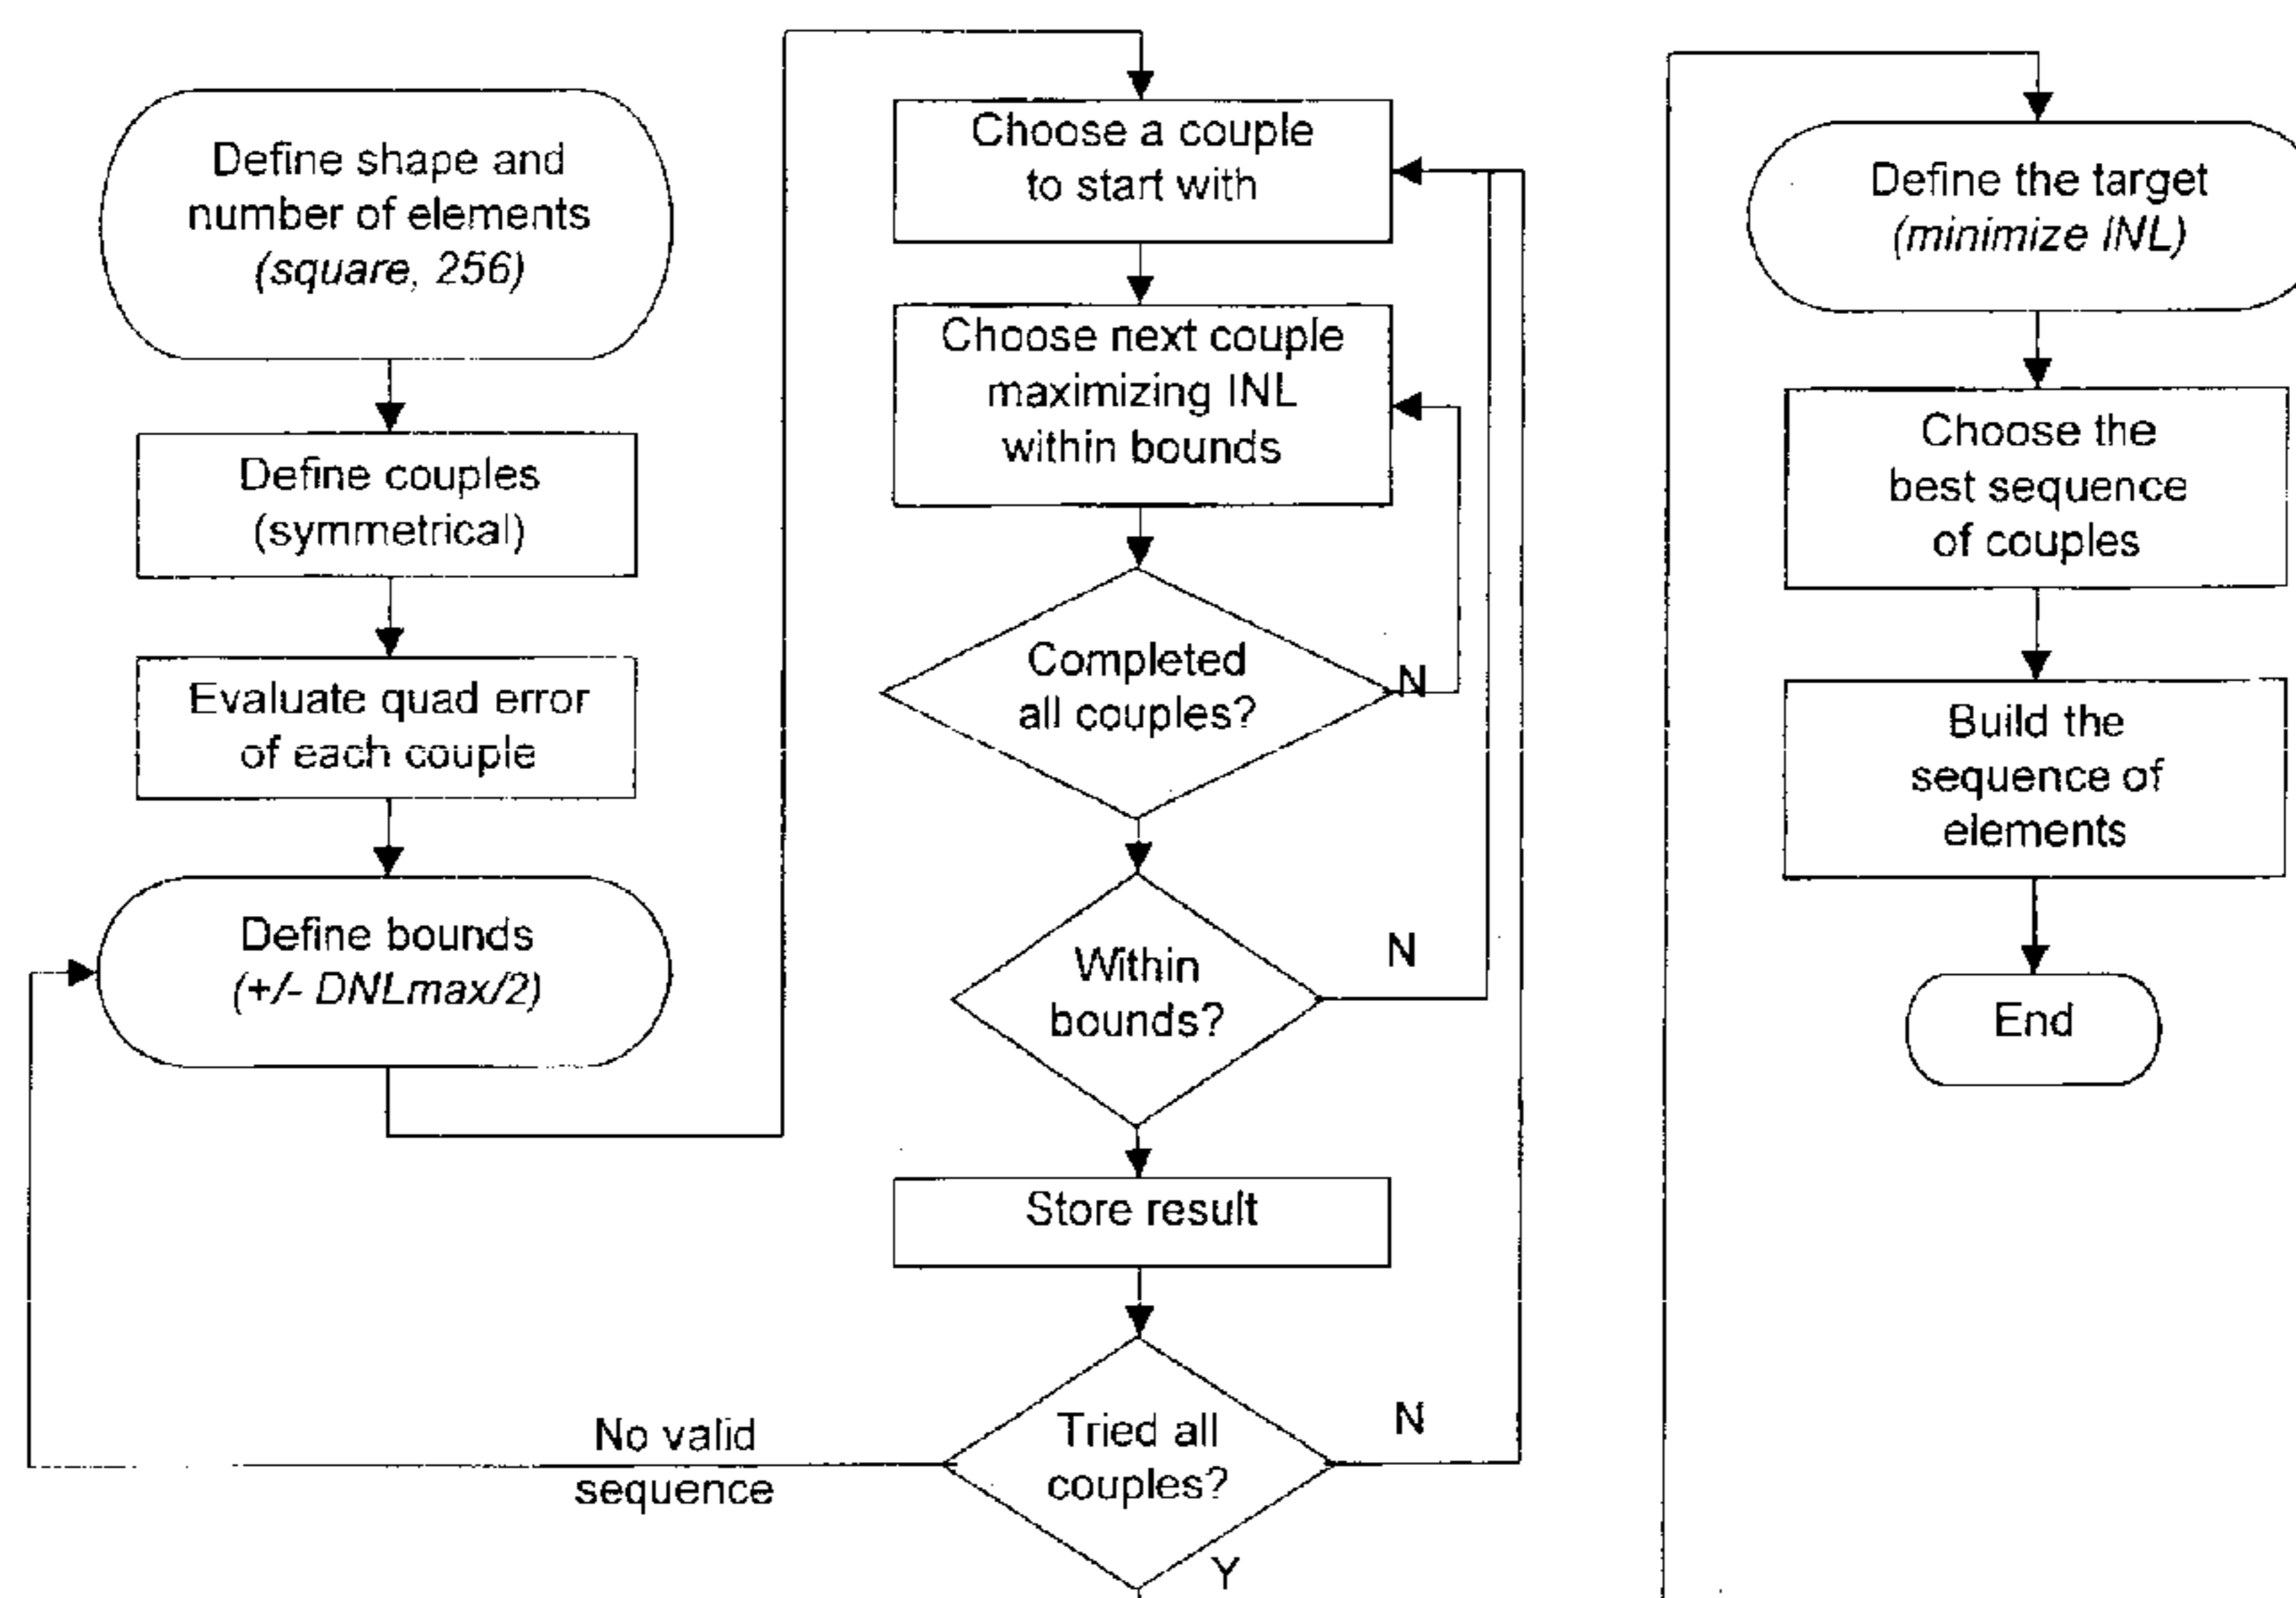 Define shape and
number of elements
(square, 256)
Define couples
(symmetrical)
Evaluate quad error
of each couple
Define bounds
(+/- DNLmax/2)
Choose a couple
to start with
Choose next couple
maximizing INL
within bounds
Completed
all couples?
N
Within
bounds?
N
Store result
Tried all
couples?
N
No valid
sequence
Y
Define the target
(minimize INL)
Choose the
best sequence
of couples
Build the
sequence of
elements
End